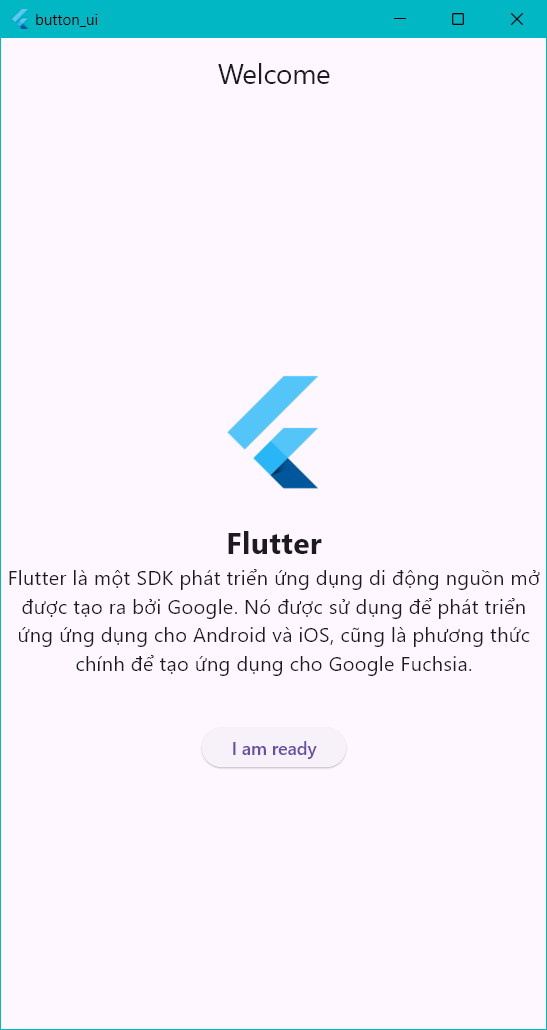 button_ui
Welcome
Flutter
Flutter là một SDK phát triển ứng dụng di động nguồn mở
được tạo ra bởi Google. Nó được sử dụng để phát triển
ứng ứng dụng cho Android và iOS, cũng là phương thức
chính để tạo ứng dụng cho Google Fuchsia.
I am ready